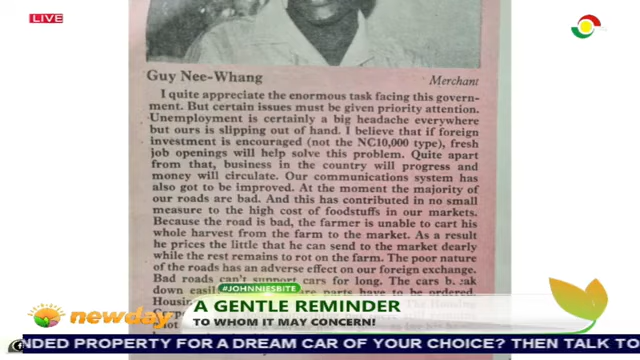 LIVE
Guy Nee-Whang
Merchant
I quite appreciate the enormous task facing this govern-
ment. But certain issues must be given priority attention.
Unemployment is certainly a big headache everywhere
but ours is slipping out of hand. I believe that if foreign
investment is encouraged (not the NC10,000 type), fresh
job openings will help solve this problem. Quite apart
from that, business in the country will progress and
money will circulate. Our communications system has
also got to be improved. At the moment the majority of
our roads are bad. And this has contributed in no small
measure to the high cost of foodstuffs in our markets.
Because the road is bad, the farmer is unable to cart his
whole harvest from the farm to the market. As a result
he prices the little that he can send to the market dearly
while the rest remains to rot on the farm. The poor nature
of the roads has an adverse effect on our foreign exchange.
Bad roads can't support cars for long. The cars break
down parts have to be ordered.
#JOHNNIESBITE
newday
A GENTLE REMINDER
TO WHOM IT MAY CONCERN!
NDED PROPERTY FOR A DREAM CAR OF YOUR CHOICE? THEN TALK TO